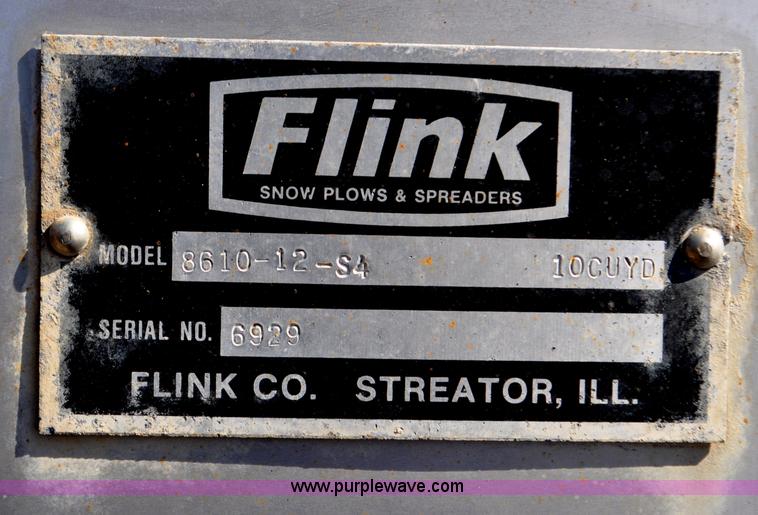 Flink
SNOW PLOWS & SPREADERS
MODEL 8610-12-S4 10CUYD
SERIAL NO. 6929
FLINK CO. STREATOR, ILL.
www.purplewave.com